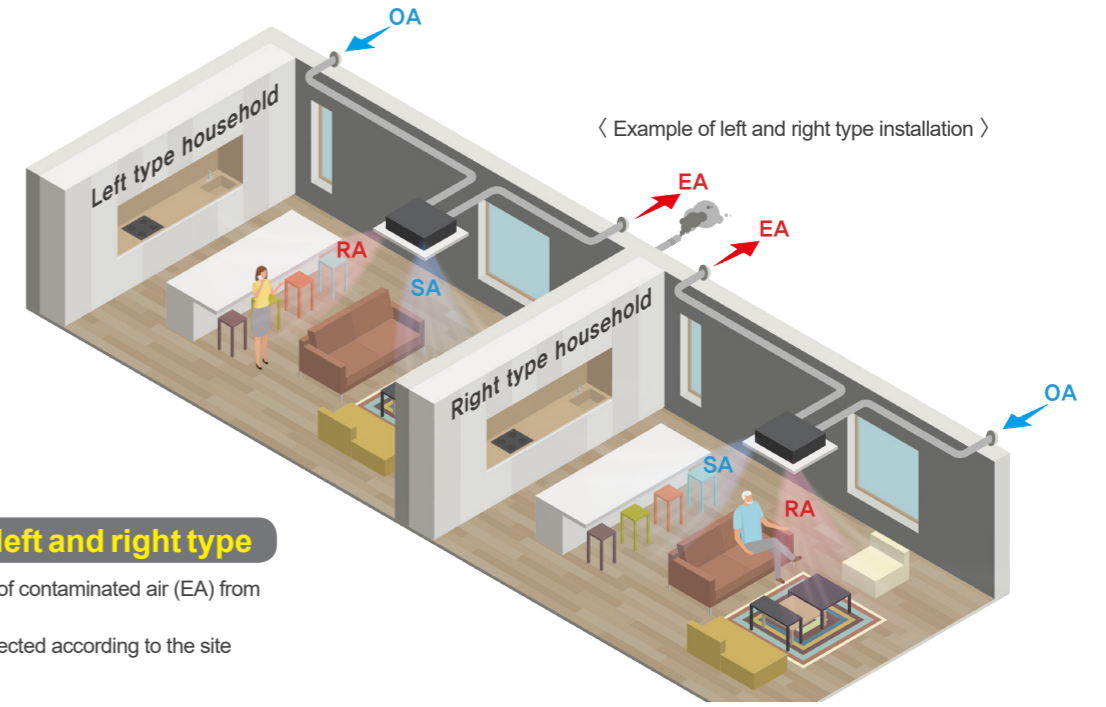 OA
〈 Example of left and right type installation 〉
Left type household
EA
EA
RA
SA
Right type household
OA
SA
RA
left and right type
of contaminated air (EA) from
ected according to the site